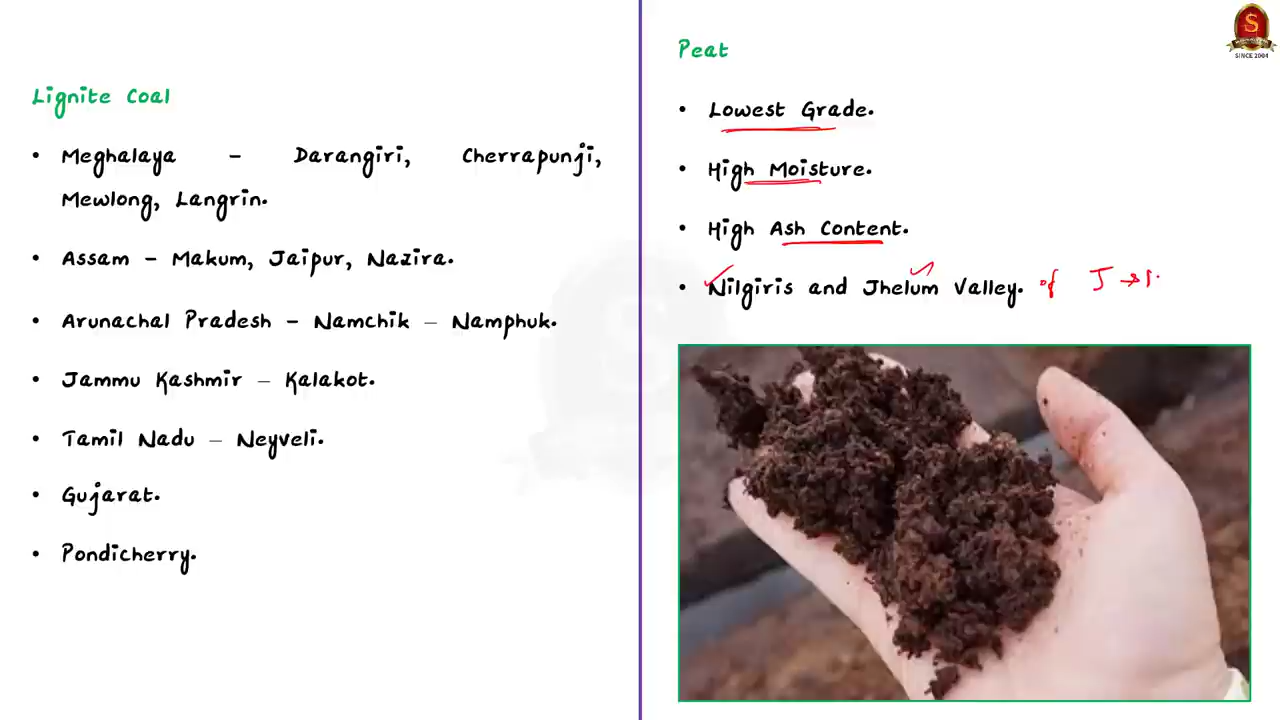 Lignite Coal
• Meghalaya - Darangiri, Cherrapunji,
Mewlong, Langrin.
• Assam - Makum, Jaipur, Nazira.
• Arunachal Pradesh - Namchik – Namphuk.
• Jammu Kashmir – Kalakot.
• Tamil Nadu – Neyveli.
• Gujarat.
• Pondicherry.
Peat
• Lowest Grade.
• High Moisture.
• High Ash Content.
• Nilgiris and Jhelum Valley. of J
S
SINCE 2004